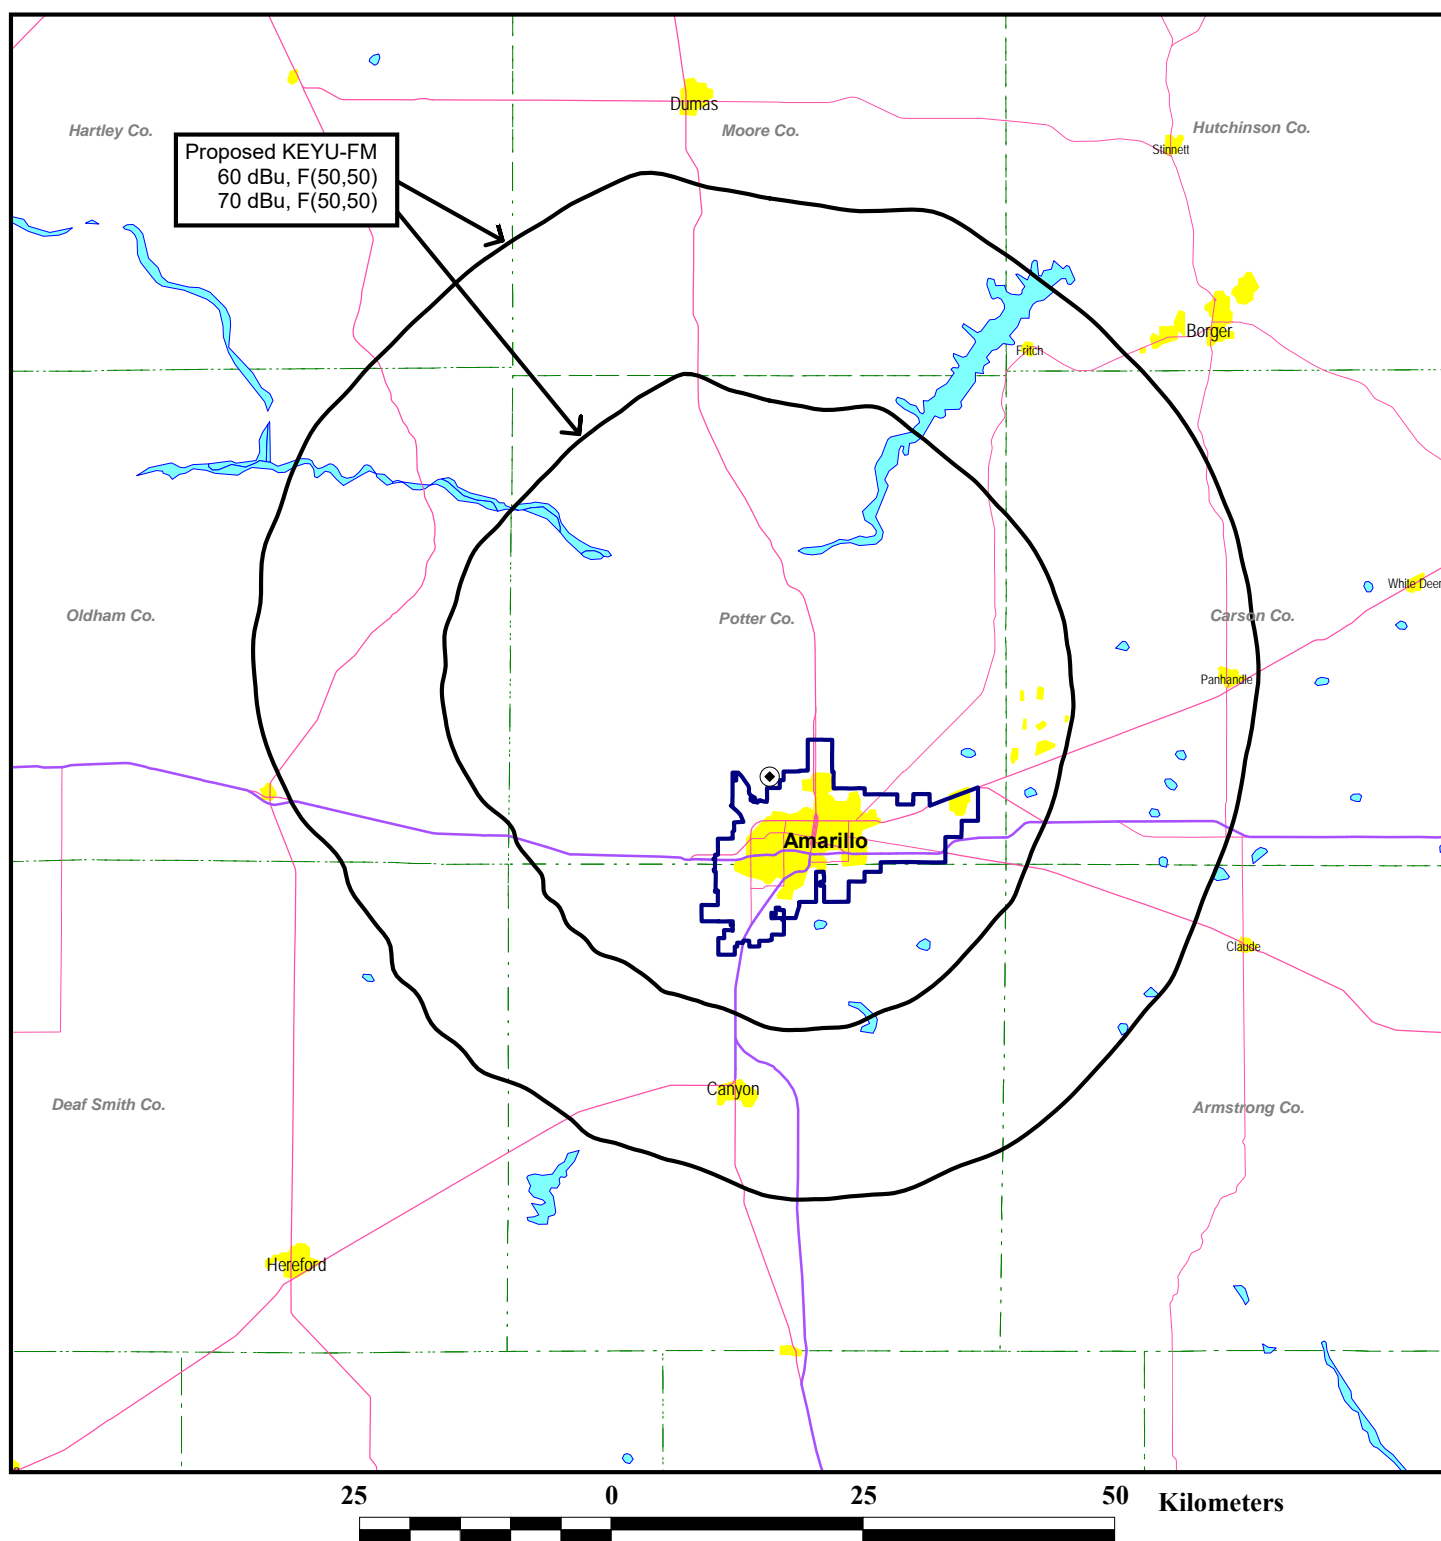 Dumas
Hartley Co.
Moore Co.
Hutchinson Co.
Stinnett
Proposed KEYU-FM
60 dBu, F(50,50)
70 dBu, F(50,50)
Borger
Fritch
White Deer
Oldham Co.
Potter Co.
Carson Co.
Panhandle
Amarillo
Claude
Canyon
Deaf Smith Co.
Armstrong Co.
Hereford
25 0 25 50 Kilometers